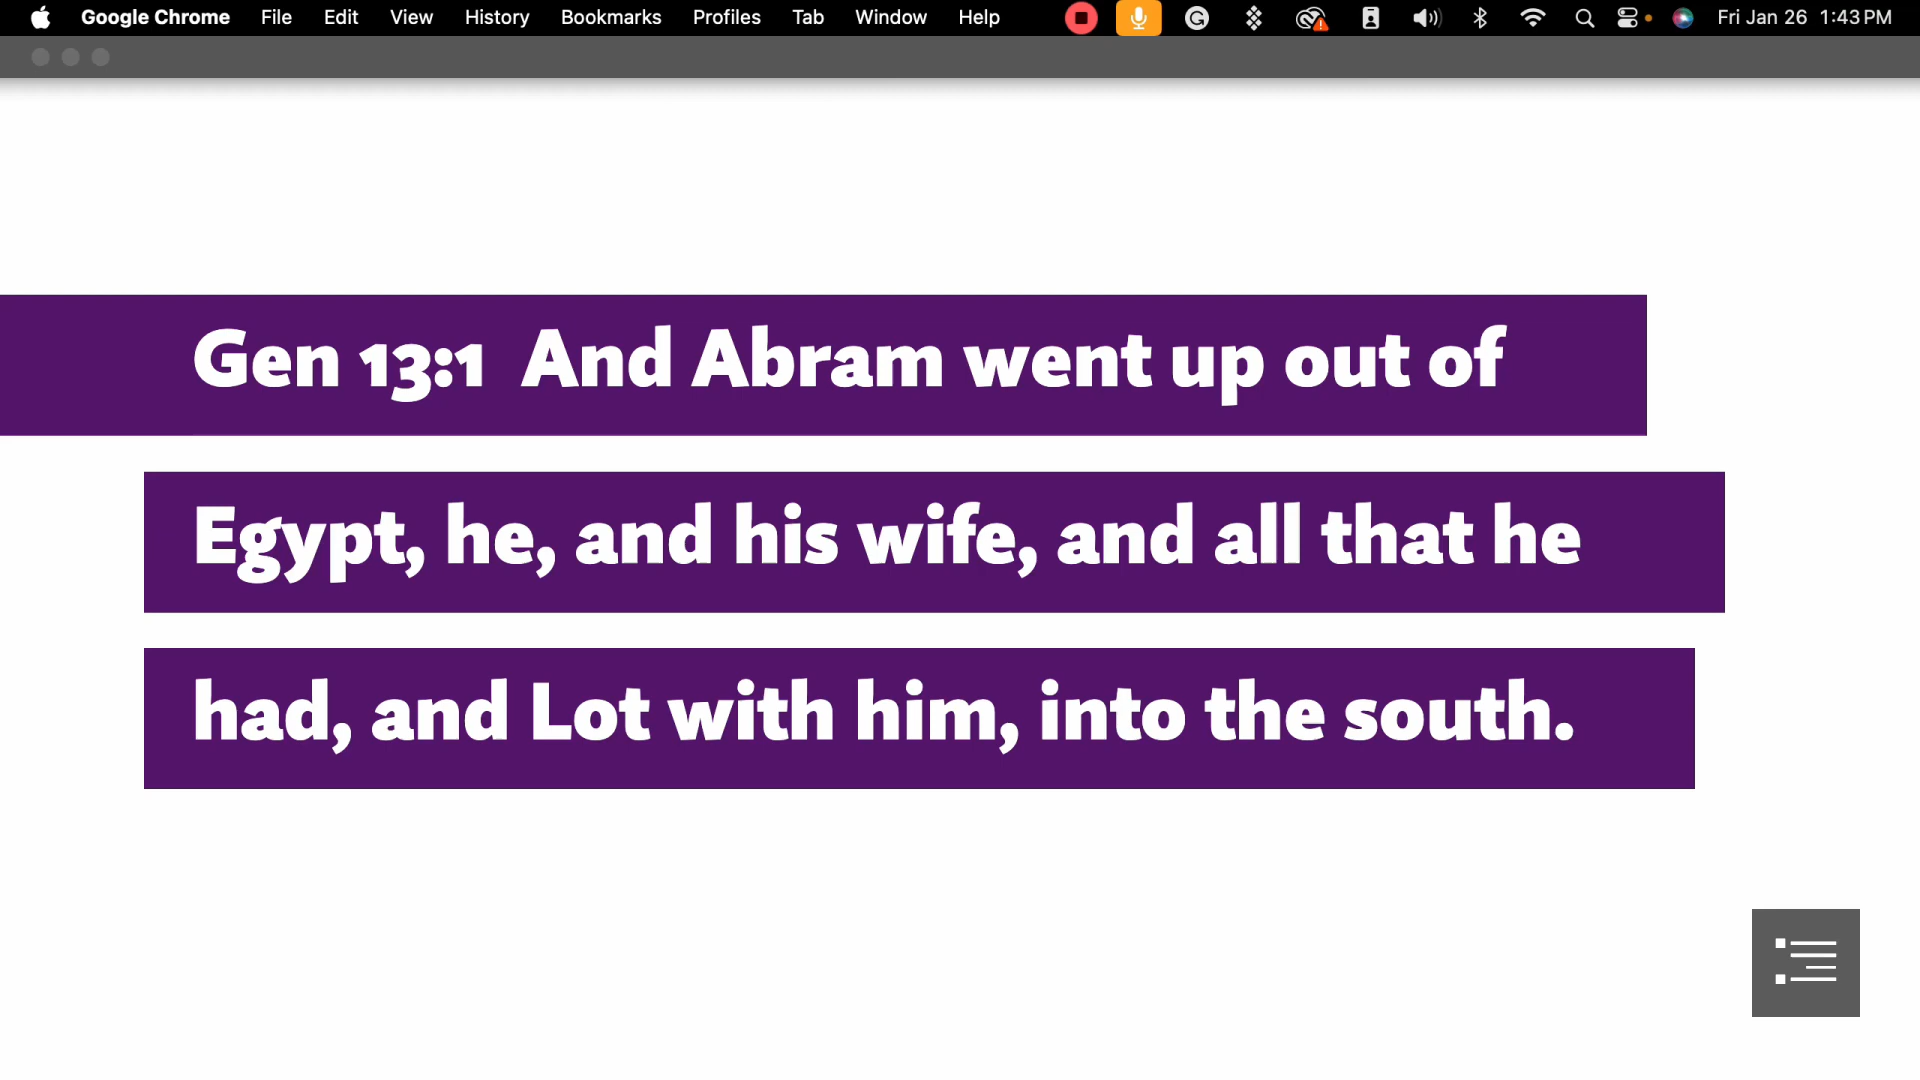 Google Chrome File Edit View History Bookmarks Profiles Tab Window Help Fri Jan 26 1:43 PM
Gen 13:1 And Abram went up out of
Egypt, he, and his wife, and all that he
had, and Lot with him, into the south.